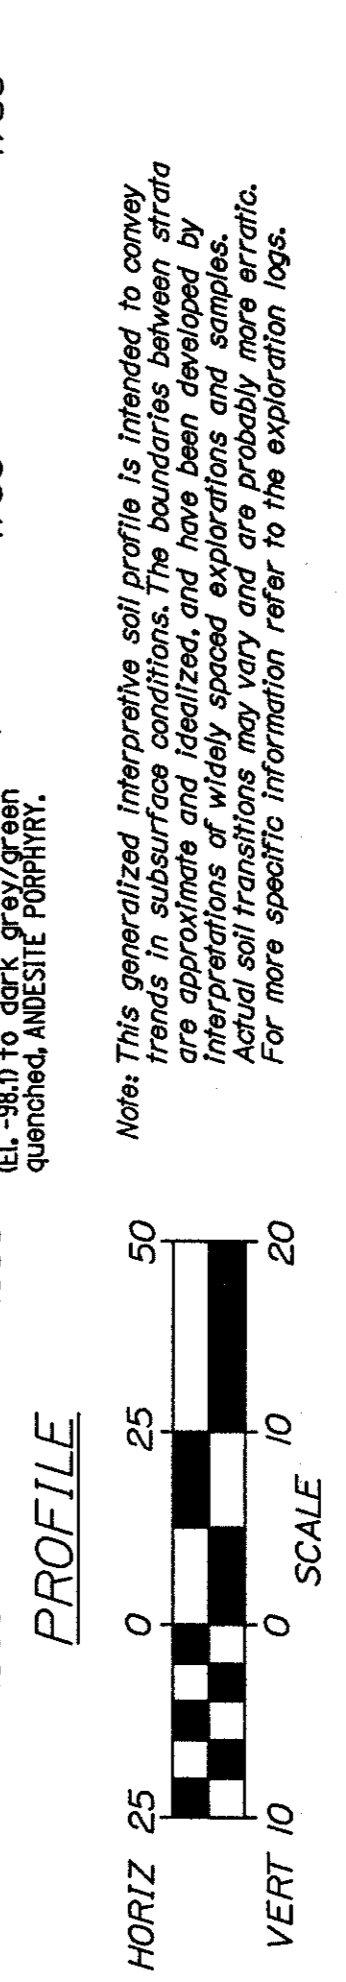 (El. -98.1) to dark grey/green
quenched, ANDESITE PORPHYRY.
PROFILE
HORIZ 25 0 25 50
VERT 10 0 10 20
SCALE
Note: This generalized interpretive soil profile is intended to convey
trends in subsurface conditions. The boundaries between strata
are approximate and idealized, and have been developed by
interpretations of widely spaced explorations and samples.
Actual soil transitions may vary and are probably more erratic.
For more specific information refer to the exploration logs.